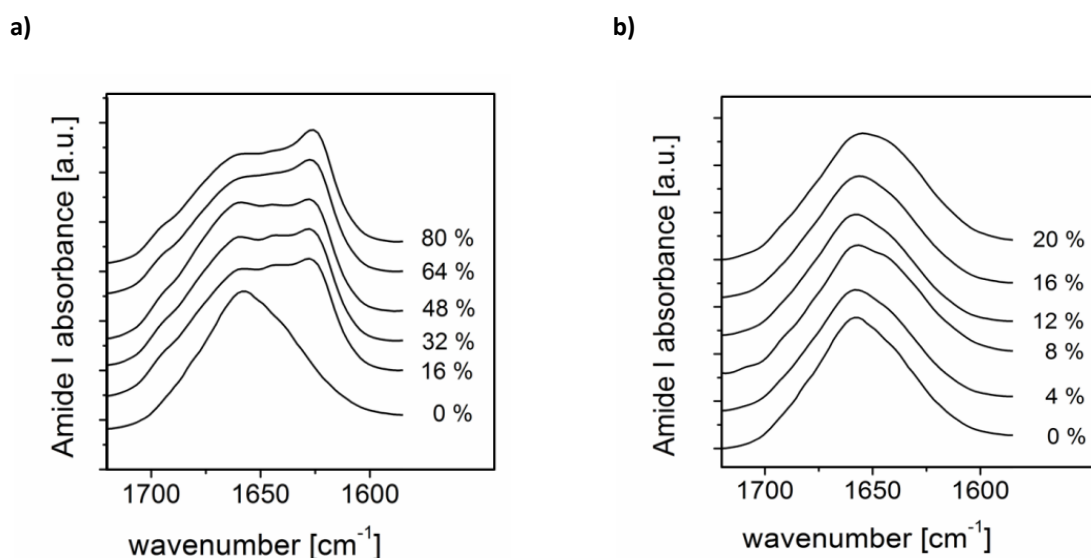 a)
Amide I absorbance [a.u.]
80 %
64 %
48 %
32 %
16 %
0 %
1700 1650 1600
wavenumber [cm⁻¹]
b)
Amide I absorbance [a.u.]
20 %
16 %
12 %
8 %
4 %
0 %
1700 1650 1600
wavenumber [cm⁻¹]